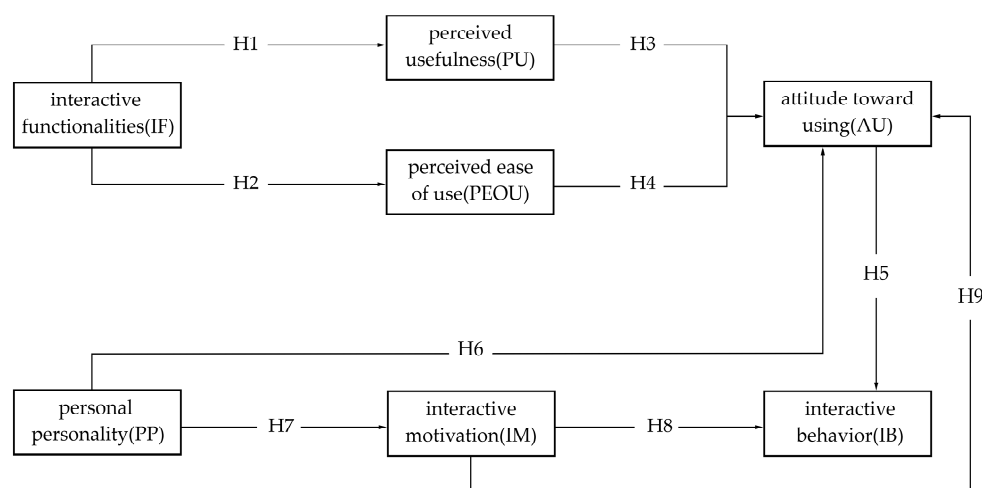 H1
perceived
usefulness(PU)
H3
interactive
functionalities(IF)
attitude toward
using(AU)
H2
perceived ease
of use(PEOU)
H4
H5
H9
H6
personal
personality(PP)
H7
interactive
motivation(IM)
H8
interactive
behavior(IB)